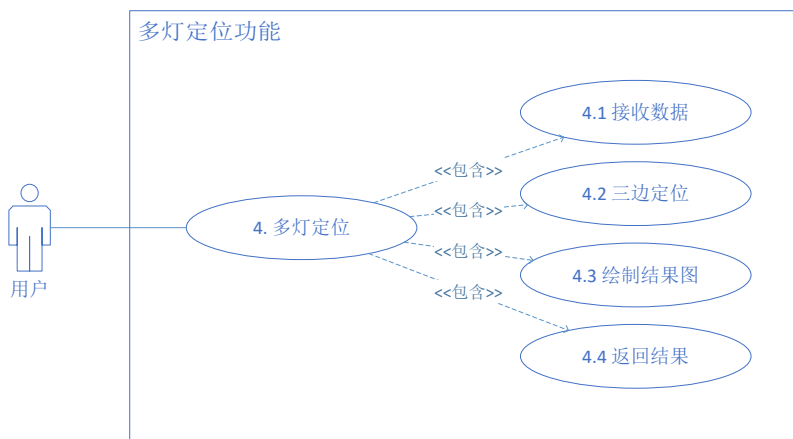 多灯定位功能
4.1 接收数据
<<包含>>
4.2 三边定位
<<包含>>
4. 多灯定位
<<包含>>
4.3 绘制结果图
用户
<<包含>>
4.4 返回结果